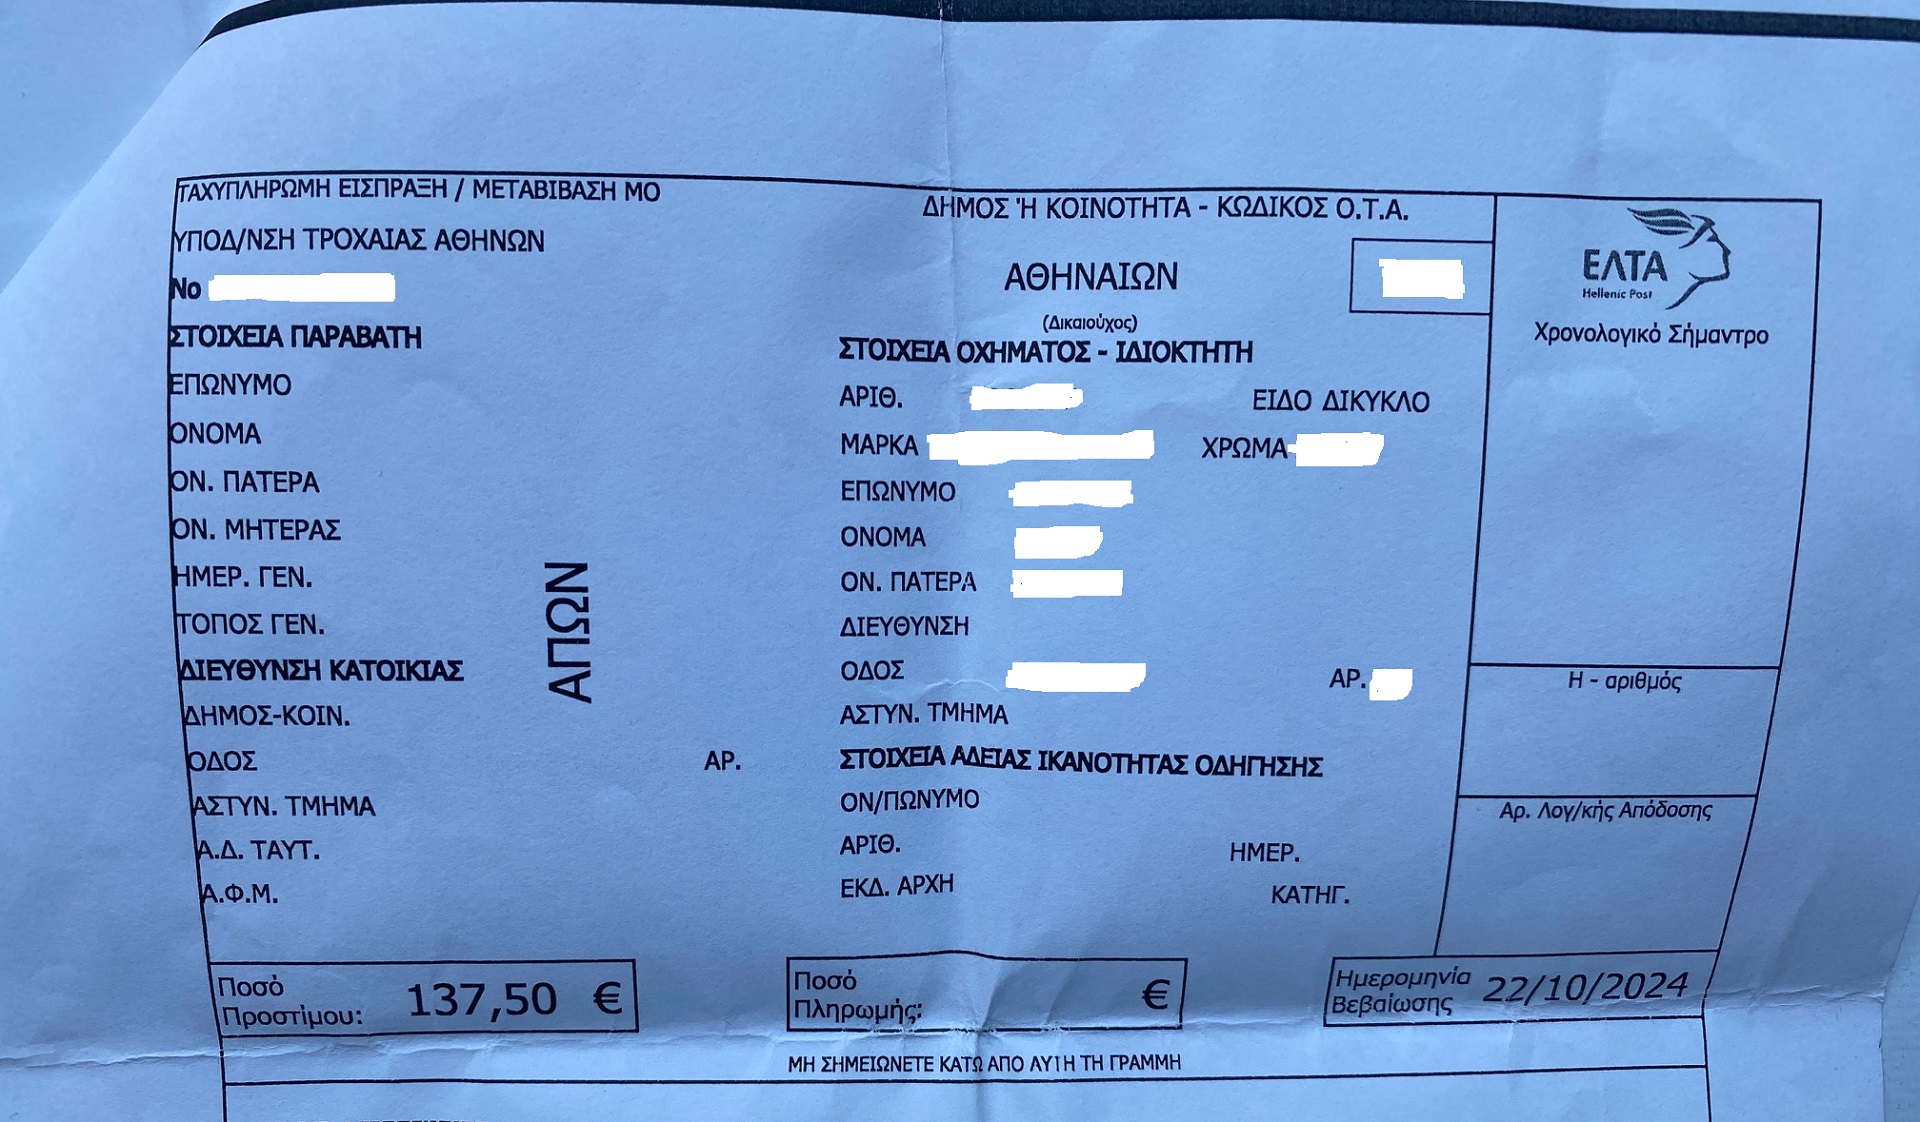 ΤΑΧΥΠΛΗΡΩΜΗ ΕΙΣΠΡΑΞΗ / ΜΕΤΑΒΙΒΑΣΗ ΜΟ
ΥΠΟΔ/ΝΣΗ ΤΡΟΧΑΙΑΣ ΑΘΗΝΩΝ
No
ΣΤΟΙΧΕΙΑ ΠΑΡΑΒΑΤΗ
ΕΠΩΝΥΜΟ
ΟΝΟΜΑ
ΟΝ. ΠΑΤΕΡΑ
ΟΝ. ΜΗΤΕΡΑΣ
ΗΜΕΡ. ΓΕΝ.
ΤΟΠΟΣ ΓΕΝ.
ΑΠΩΝ
ΔΙΕΥΘΥΝΣΗ ΚΑΤΟΙΚΙΑΣ
ΔΗΜΟΣ-ΚΟΙΝ.
ΟΔΟΣ ΑΡ.
ΑΣΤΥΝ. ΤΜΗΜΑ
Α.Δ. ΤΑΥΤ.
Α.Φ.Μ.
ΔΗΜΟΣ Ή ΚΟΙΝΟΤΗΤΑ - ΚΩΔΙΚΟΣ Ο.Τ.Α.
ΑΘΗΝΑΙΩΝ
(Δικαιούχος)
ΣΤΟΙΧΕΙΑ ΟΧΗΜΑΤΟΣ - ΙΔΙΟΚΤΗΤΗ
ΑΡΙΘ. ΕΙΔΟ ΔΙΚΥΚΛΟ
ΜΑΡΚΑ ΧΡΩΜΑ
ΕΠΩΝΥΜΟ
ΟΝΟΜΑ
ΟΝ. ΠΑΤΕΡΑ
ΔΙΕΥΘΥΝΣΗ
ΟΔΟΣ ΑΡ.
ΑΣΤΥΝ. ΤΜΗΜΑ
ΣΤΟΙΧΕΙΑ ΑΔΕΙΑΣ ΙΚΑΝΟΤΗΤΑΣ ΟΔΗΓΗΣΗΣ
ΟΝ/ΠΩΝΥΜΟ
ΑΡΙΘ. ΗΜΕΡ.
ΕΚΔ. ΑΡΧΗ ΚΑΤΗΓ.
ΕΛΤΑ
Hellenic Post
Χρονολογικό Σήμαντρο
Η - αριθμός
Αρ. Λογ/κής Απόδοσης
Ποσό
Προστίμου: 137,50 €
Ποσό
Πληρωμής: €
Ημερομηνία
Βεβαίωσης 22/10/2024
ΜΗ ΣΗΜΕΙΩΝΕΤΕ ΚΑΤΩ ΑΠΟ ΑΥΤΗ ΤΗ ΓΡΑΜΜΗ